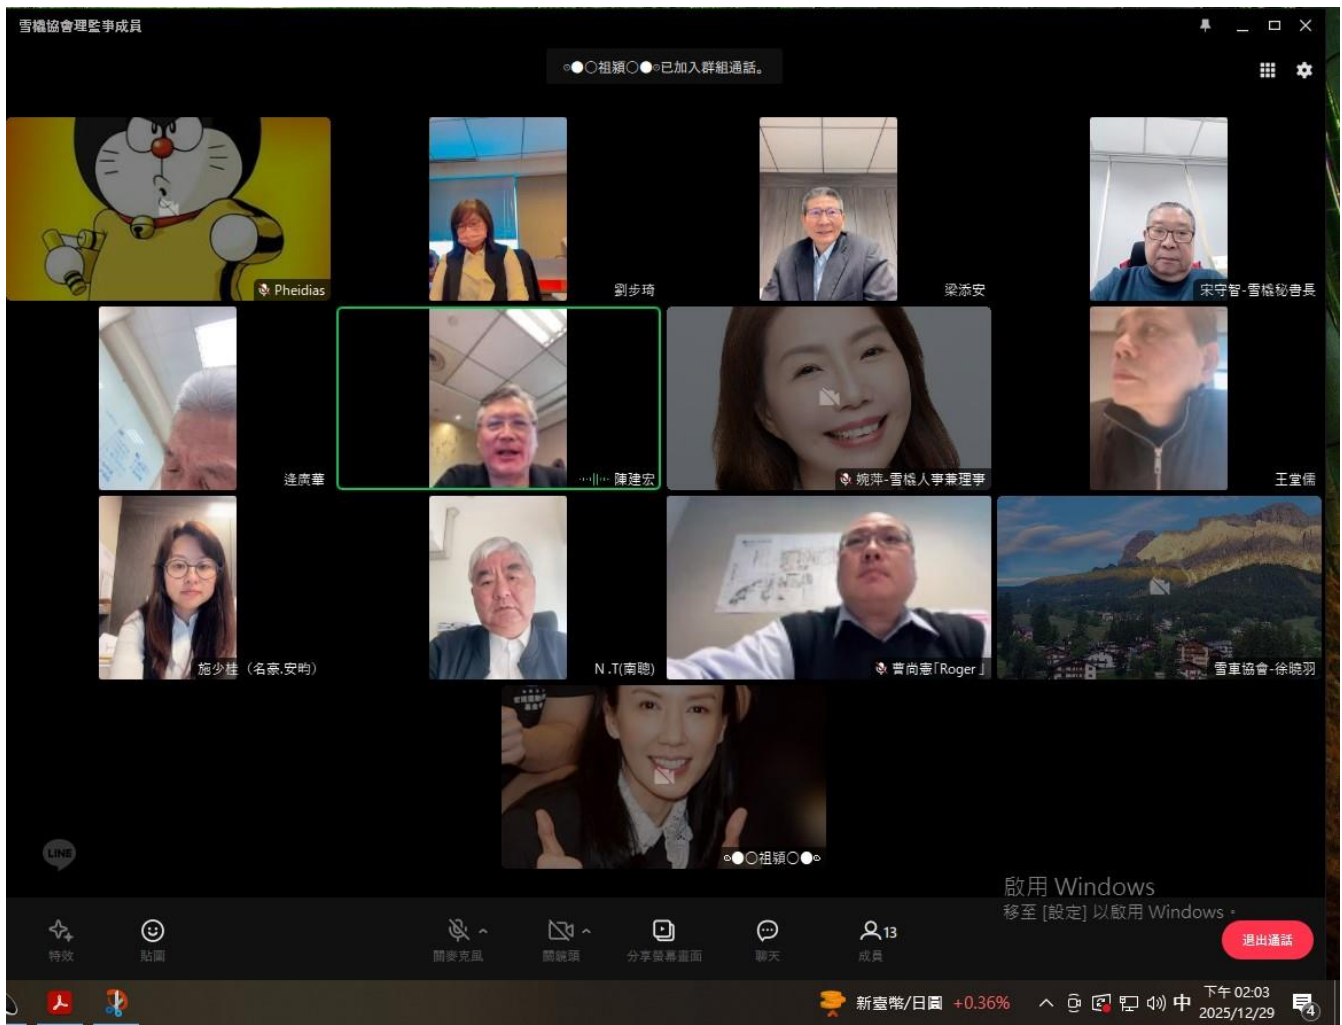 雪橇協會理監事成員
○●○祖潁○●○已加入群組通話。
Pheidias
劉步琦
梁添安
宋守智-雪橇秘書長
逄廣華
陳建宏
婉萍-雪橇人事兼理事
王堂儒
施少桂（名豪.安昀）
N .T(南聰)
曹尚憲「Roger」
雪車協會-徐曉羽
○●○祖潁○●○
LINE
啟用 Windows
移至 [設定] 以啟用 Windows。
特效
貼圖
關麥克風
關鏡頭
分享螢幕畫面
聊天
13
成員
退出通話
新臺幣/日圓 +0.36%
中
下午 02:03
2025/12/29
4